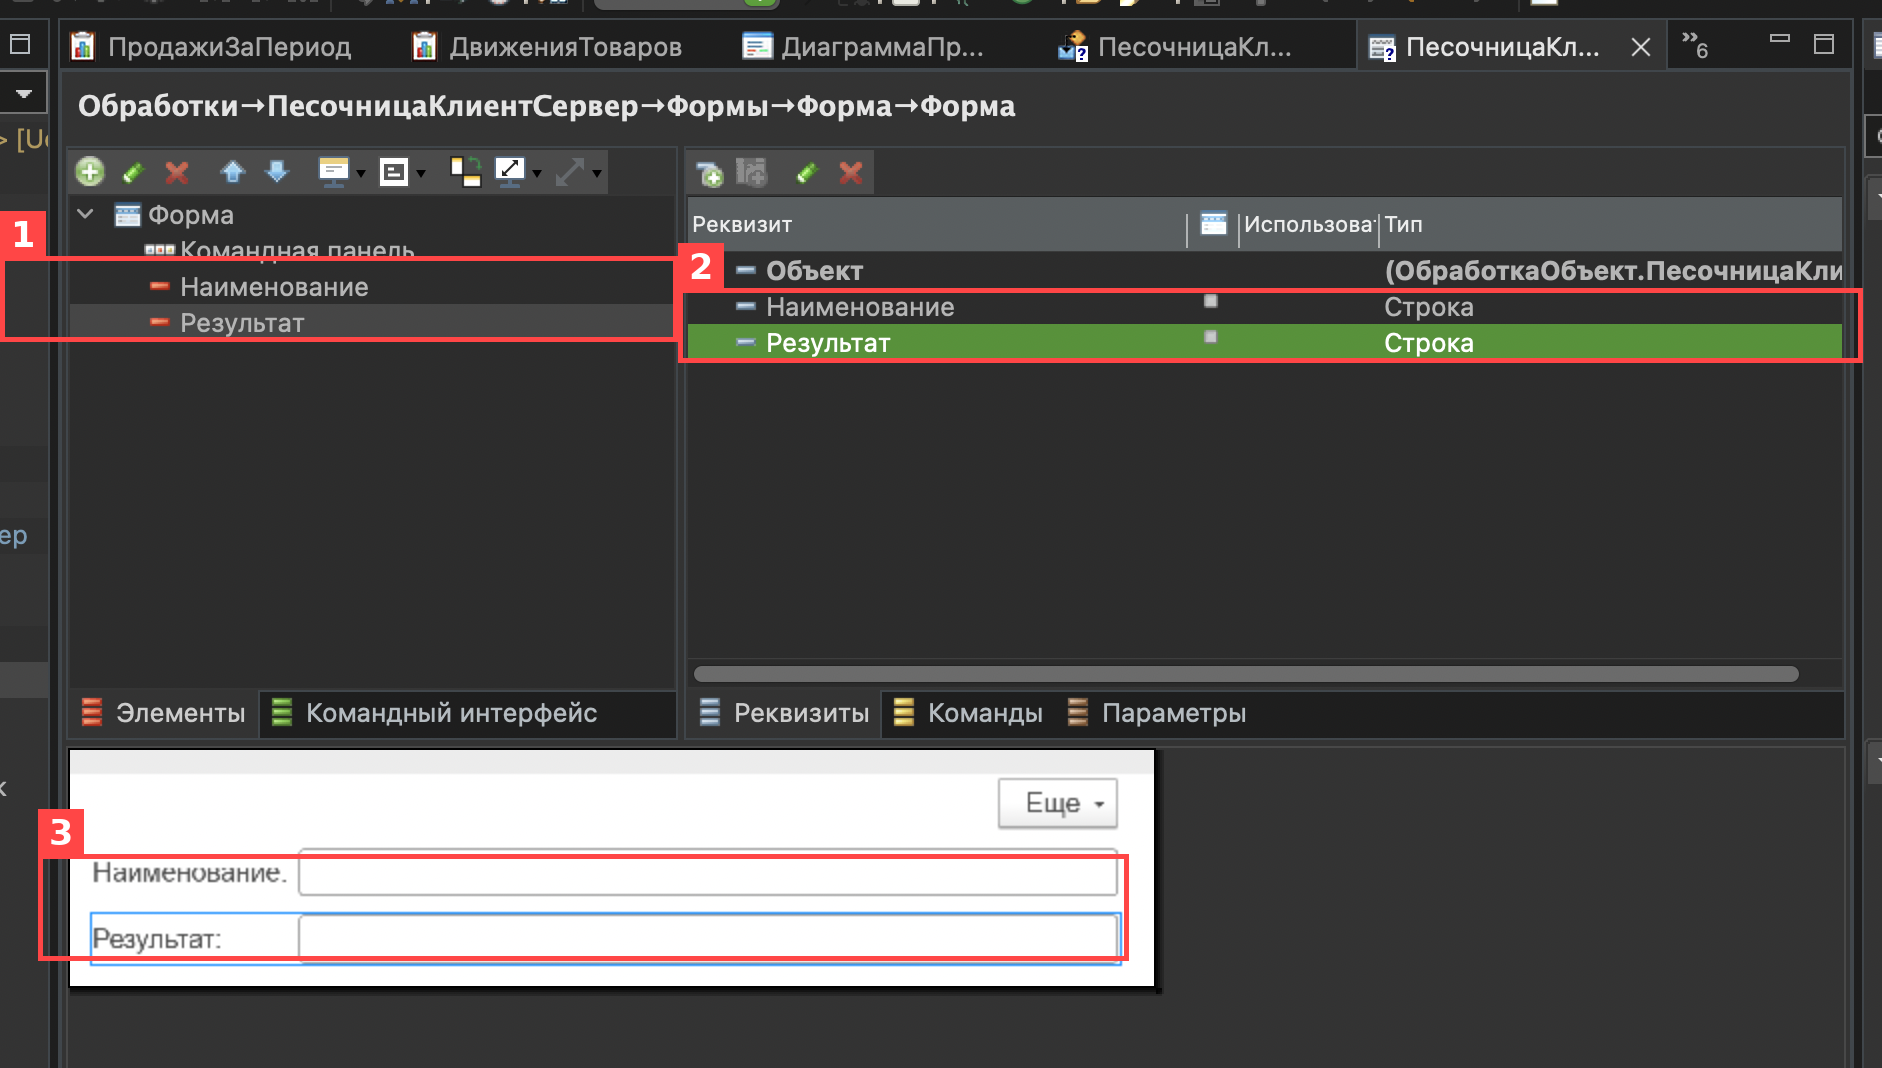 ПродажиЗаПериод
ДвиженияТоваров
ДиаграммаПр...
ПесочницаКл...
ПесочницаКл...
6
Обработки→ПесочницаКлиентСервер→Формы→Форма→Форма
Форма
Реквизит
Использова
Тип
1
Командная панель
2
Объект
(ОбработкаОбъект.ПесочницаКли
Наименование
Наименование
Строка
Результат
Результат
Строка
ер
Элементы
Командный интерфейс
Реквизиты
Команды
Параметры
Еще
3
Наименование:
Результат: